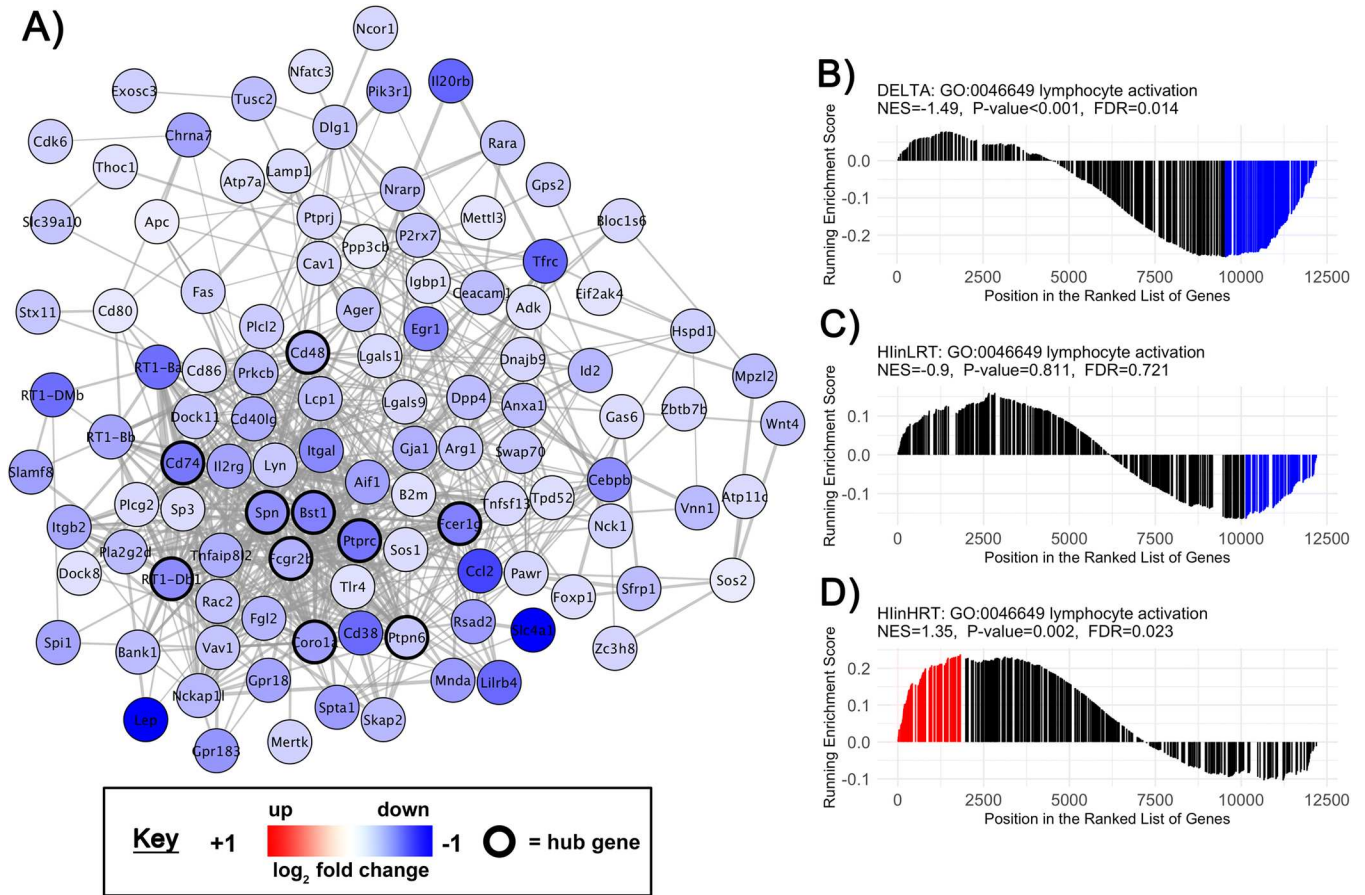 A)
Ncor1
Nfatc3
Il20rb
Exosc3
Tusc2
Pik3r1
Dlg1
Chrna7
Cdk6
Rara
Thoc1
Lamp1
Atp7a
Nrarp
Gps2
Slc39a10
Apc
Ptprj
Mettl3
Bloc1s6
P2rx7
Ppp3cb
Cav1
Tfrc
Igbp1
Fas
Ceacam1
Eif2ak4
Stx11
Cd80
Ager
Adk
Plcl2
Egr1
Hspd1
Cd48
Lgals1
Dnajb9
RT1-Ba
Cd86
Prkcb
Id2
Mpzl2
RT1-DMb
Lcp1
Lgals9
Dpp4
Anxa1
Gas6
Zbtb7b
Dock11
Cd40lg
Wnt4
RT1-Bb
Itgal
Gja1
Arg1
Swap70
Cd74
Il2rg
Lyn
Slamf8
Aif1
Cebpb
B2m
Tnfsf13
Tpd52
Atp11c
Plcg2
Sp3
Vnn1
Spn
Bst1
Fcer1g
Nck1
Itgb2
Ptprc
Pla2g2d
Tnfaip8l2
Fcgr2b
Sos1
Dock8
RT1-Db1
Ccl2
Pawr
Sos2
Tlr4
Foxp1
Sfrp1
Rac2
Fgl2
Rsad2
Slc4a1
Spi1
Bank1
Vav1
Coro1a
Cd38
Ptpn6
Zc3h8
Nckap1l
Gpr18
Mnda
Lilrb4
Lep
Spta1
Skap2
Gpr183
Mertk
up down
Key +1 -1 = hub gene
log2 fold change
B)
DELTA: GO:0046649 lymphocyte activation
NES=-1.49, P-value<0.001, FDR=0.014
Running Enrichment Score
0.0
-0.1
-0.2
0 2500 5000 7500 10000 12500
Position in the Ranked List of Genes
C)
HlinLRT: GO:0046649 lymphocyte activation
NES=-0.9, P-value=0.811, FDR=0.721
Running Enrichment Score
0.1
0.0
-0.1
0 2500 5000 7500 10000 12500
Position in the Ranked List of Genes
D)
HlinHRT: GO:0046649 lymphocyte activation
NES=1.35, P-value=0.002, FDR=0.023
Running Enrichment Score
0.2
0.1
0.0
-0.1
0 2500 5000 7500 10000 12500
Position in the Ranked List of Genes